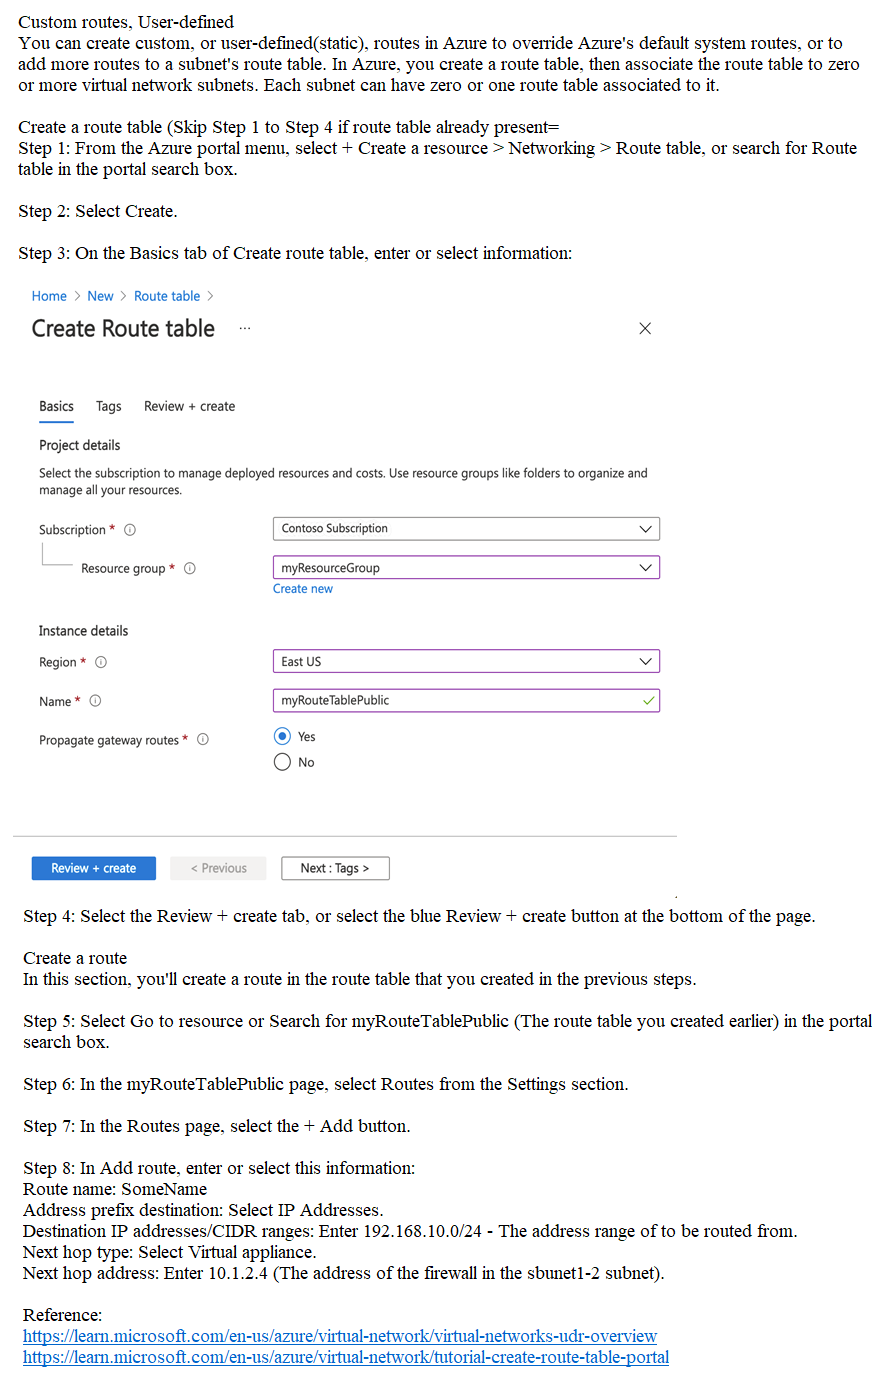 Custom routes, User-defined
You can create custom, or user-defined(static), routes in Azure to override Azure's default system routes, or to
add more routes to a subnet's route table. In Azure, you create a route table, then associate the route table to zero
or more virtual network subnets. Each subnet can have zero or one route table associated to it.
Create a route table (Skip Step 1 to Step 4 if route table already present=
Step 1: From the Azure portal menu, select + Create a resource > Networking > Route table, or search for Route
table in the portal search box.
Step 2: Select Create.
Step 3: On the Basics tab of Create route table, enter or select information:
Home > New > Route table >
Create Route table ...
Basics Tags Review + create
Project details
Select the subscription to manage deployed resources and costs. Use resource groups like folders to organize and
manage all your resources.
Subscription * Contoso Subscription
Resource group * myResourceGroup
Create new
Instance details
Region * East US
Name * myRouteTablePublic
Propagate gateway routes * Yes
No
Review + create < Previous Next : Tags >
Step 4: Select the Review + create tab, or select the blue Review + create button at the bottom of the page.
Create a route
In this section, you'll create a route in the route table that you created in the previous steps.
Step 5: Select Go to resource or Search for myRouteTablePublic (The route table you created earlier) in the portal
search box.
Step 6: In the myRouteTablePublic page, select Routes from the Settings section.
Step 7: In the Routes page, select the + Add button.
Step 8: In Add route, enter or select this information:
Route name: SomeName
Address prefix destination: Select IP Addresses.
Destination IP addresses/CIDR ranges: Enter 192.168.10.0/24 - The address range of to be routed from.
Next hop type: Select Virtual appliance.
Next hop address: Enter 10.1.2.4 (The address of the firewall in the sbunet1-2 subnet).
Reference:
https://learn.microsoft.com/en-us/azure/virtual-network/virtual-networks-udr-overview
https://learn.microsoft.com/en-us/azure/virtual-network/tutorial-create-route-table-portal